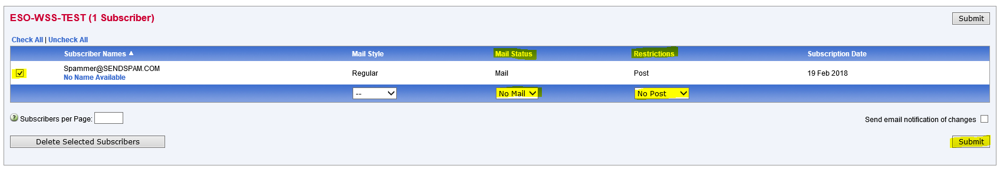 ESO-WSS-TEST (1 Subscriber)
Submit
Check All | Uncheck All
Subscriber Names Mail Style Mail Status Restrictions Subscription Date
Spammer@SENDSPAM.COM
No Name Available
Regular Mail Post 19 Feb 2018
-- No Mail No Post
? Subscribers per Page:
Send email notification of changes
Delete Selected Subscribers
Submit